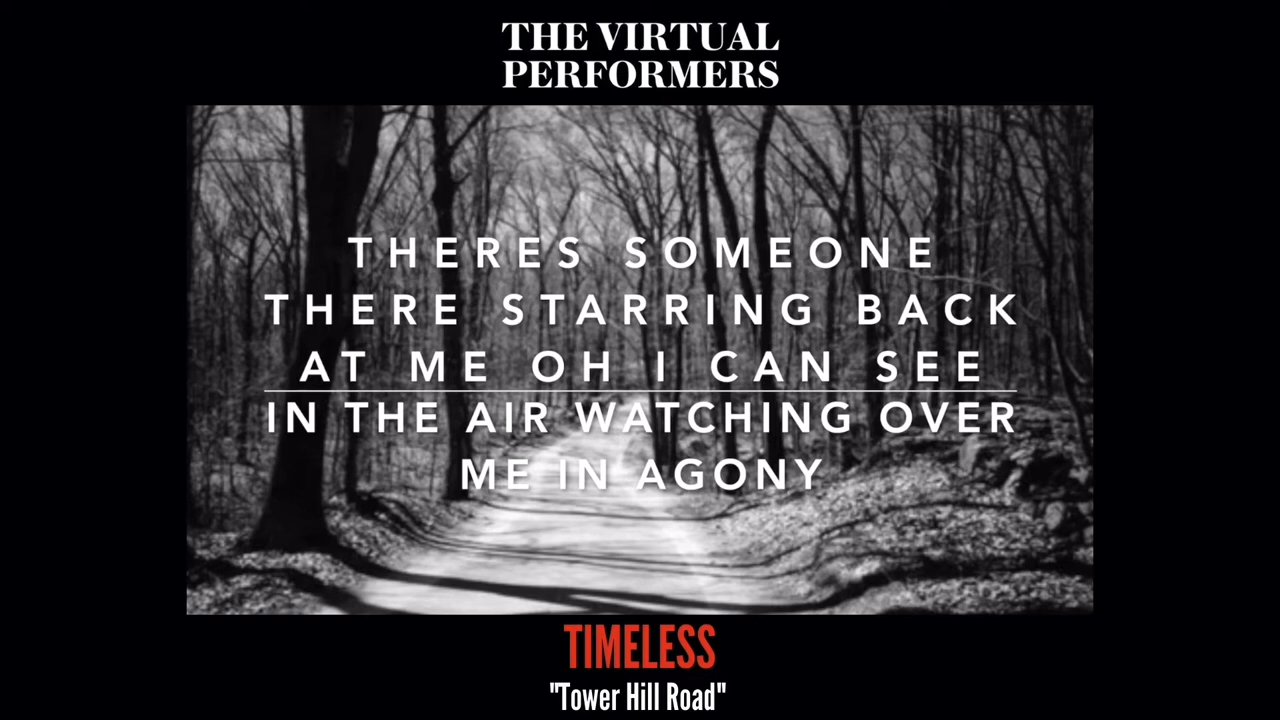 THE VIRTUAL
PERFORMERS
THERES SOMEONE
THERE STARRING BACK
AT ME OH I CAN SEE
IN THE AIR WATCHING OVER
ME IN AGONY
TIMELESS
"Tower Hill Road"